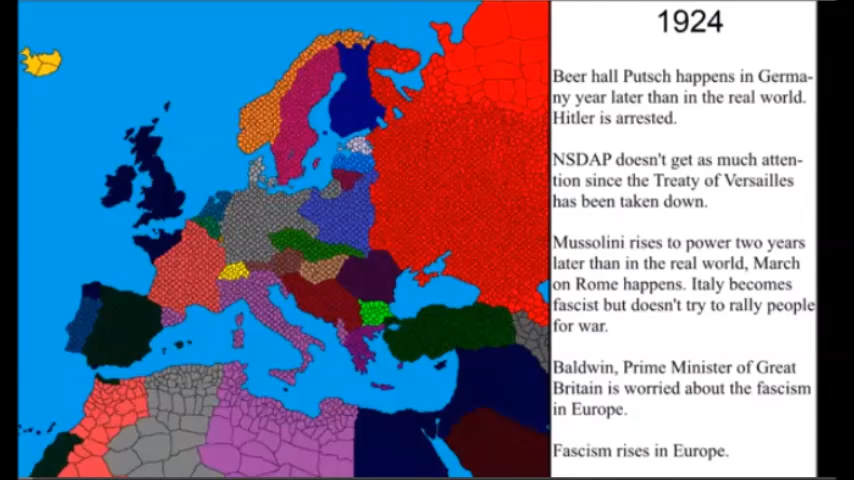 1924
Beer hall Putsch happens in Germa-
ny year later than in the real world.
Hitler is arrested.
NSDAP doesn't get as much atten-
tion since the Treaty of Versailles
has been taken down.
Mussolini rises to power two years
later than in the real world, March
on Rome happens. Italy becomes
fascist but doesn't try to rally people
for war.
Baldwin, Prime Minister of Great
Britain is worried about the fascism
in Europe.
Fascism rises in Europe.